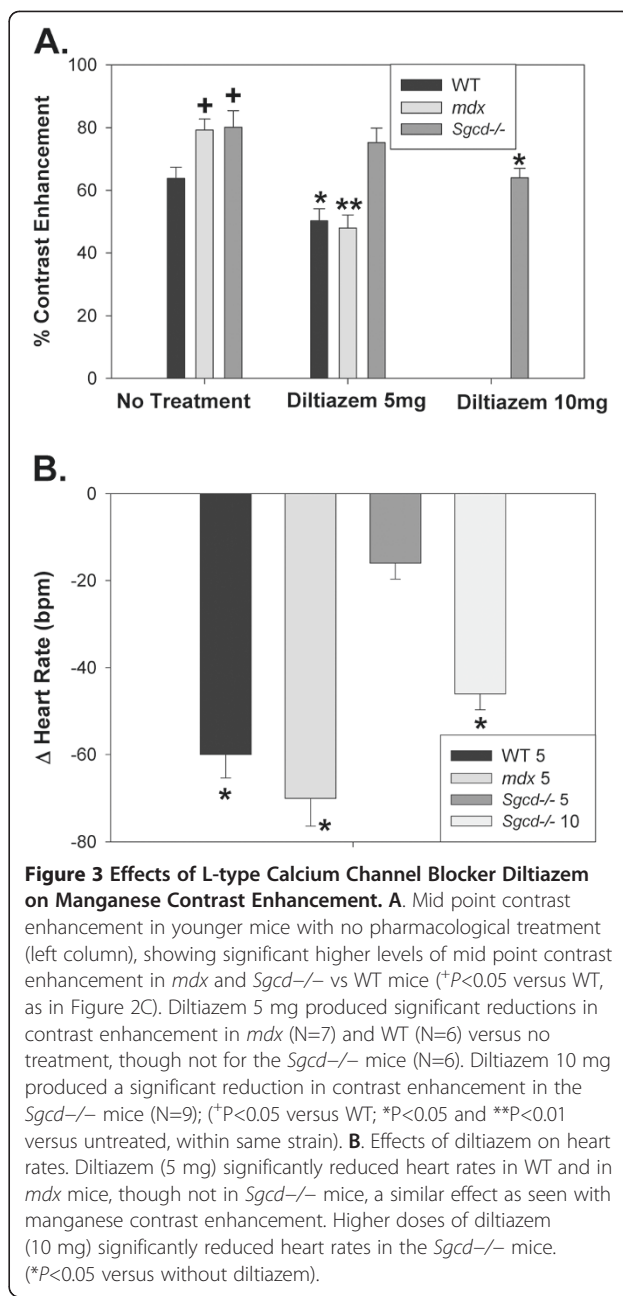 A.
% Contrast Enhancement
100
80
60
40
20
0
WT
mdx
Sgcd-/-
+
+
*
**
*
No Treatment
Diltiazem 5mg
Diltiazem 10mg
B.
Δ Heart Rate (bpm)
0
-20
-40
-60
-80
*
*
*
WT 5
mdx 5
Sgcd-/- 5
Sgcd-/- 10
Figure 3 Effects of L-type Calcium Channel Blocker Diltiazem
on Manganese Contrast Enhancement. A. Mid point contrast
enhancement in younger mice with no pharmacological treatment
(left column), showing significant higher levels of mid point contrast
enhancement in mdx and Sgcd−/− vs WT mice (+P<0.05 versus WT,
as in Figure 2C). Diltiazem 5 mg produced significant reductions in
contrast enhancement in mdx (N=7) and WT (N=6) versus no
treatment, though not for the Sgcd−/− mice (N=6). Diltiazem 10 mg
produced a significant reduction in contrast enhancement in the
Sgcd−/− mice (N=9); (+P<0.05 versus WT; *P<0.05 and **P<0.01
versus untreated, within same strain). B. Effects of diltiazem on heart
rates. Diltiazem (5 mg) significantly reduced heart rates in WT and in
mdx mice, though not in Sgcd−/− mice, a similar effect as seen with
manganese contrast enhancement. Higher doses of diltiazem
(10 mg) significantly reduced heart rates in the Sgcd−/− mice.
(*P<0.05 versus without diltiazem).